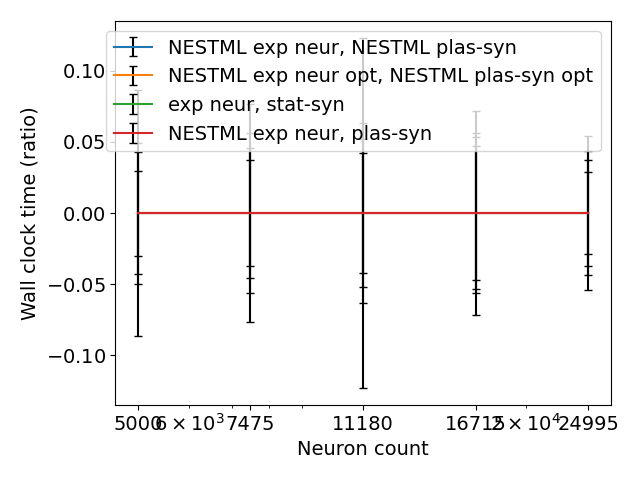 NESTML exp neur, NESTML plas-syn
NESTML exp neur opt, NESTML plas-syn opt
exp neur, stat-syn
NESTML exp neur, plas-syn
0.10
0.05
0.00
−0.05
−0.10
Wall clock time (ratio)
5000 6 × 10³ 7475 11180 16715 2 × 10⁴ 24995
Neuron count